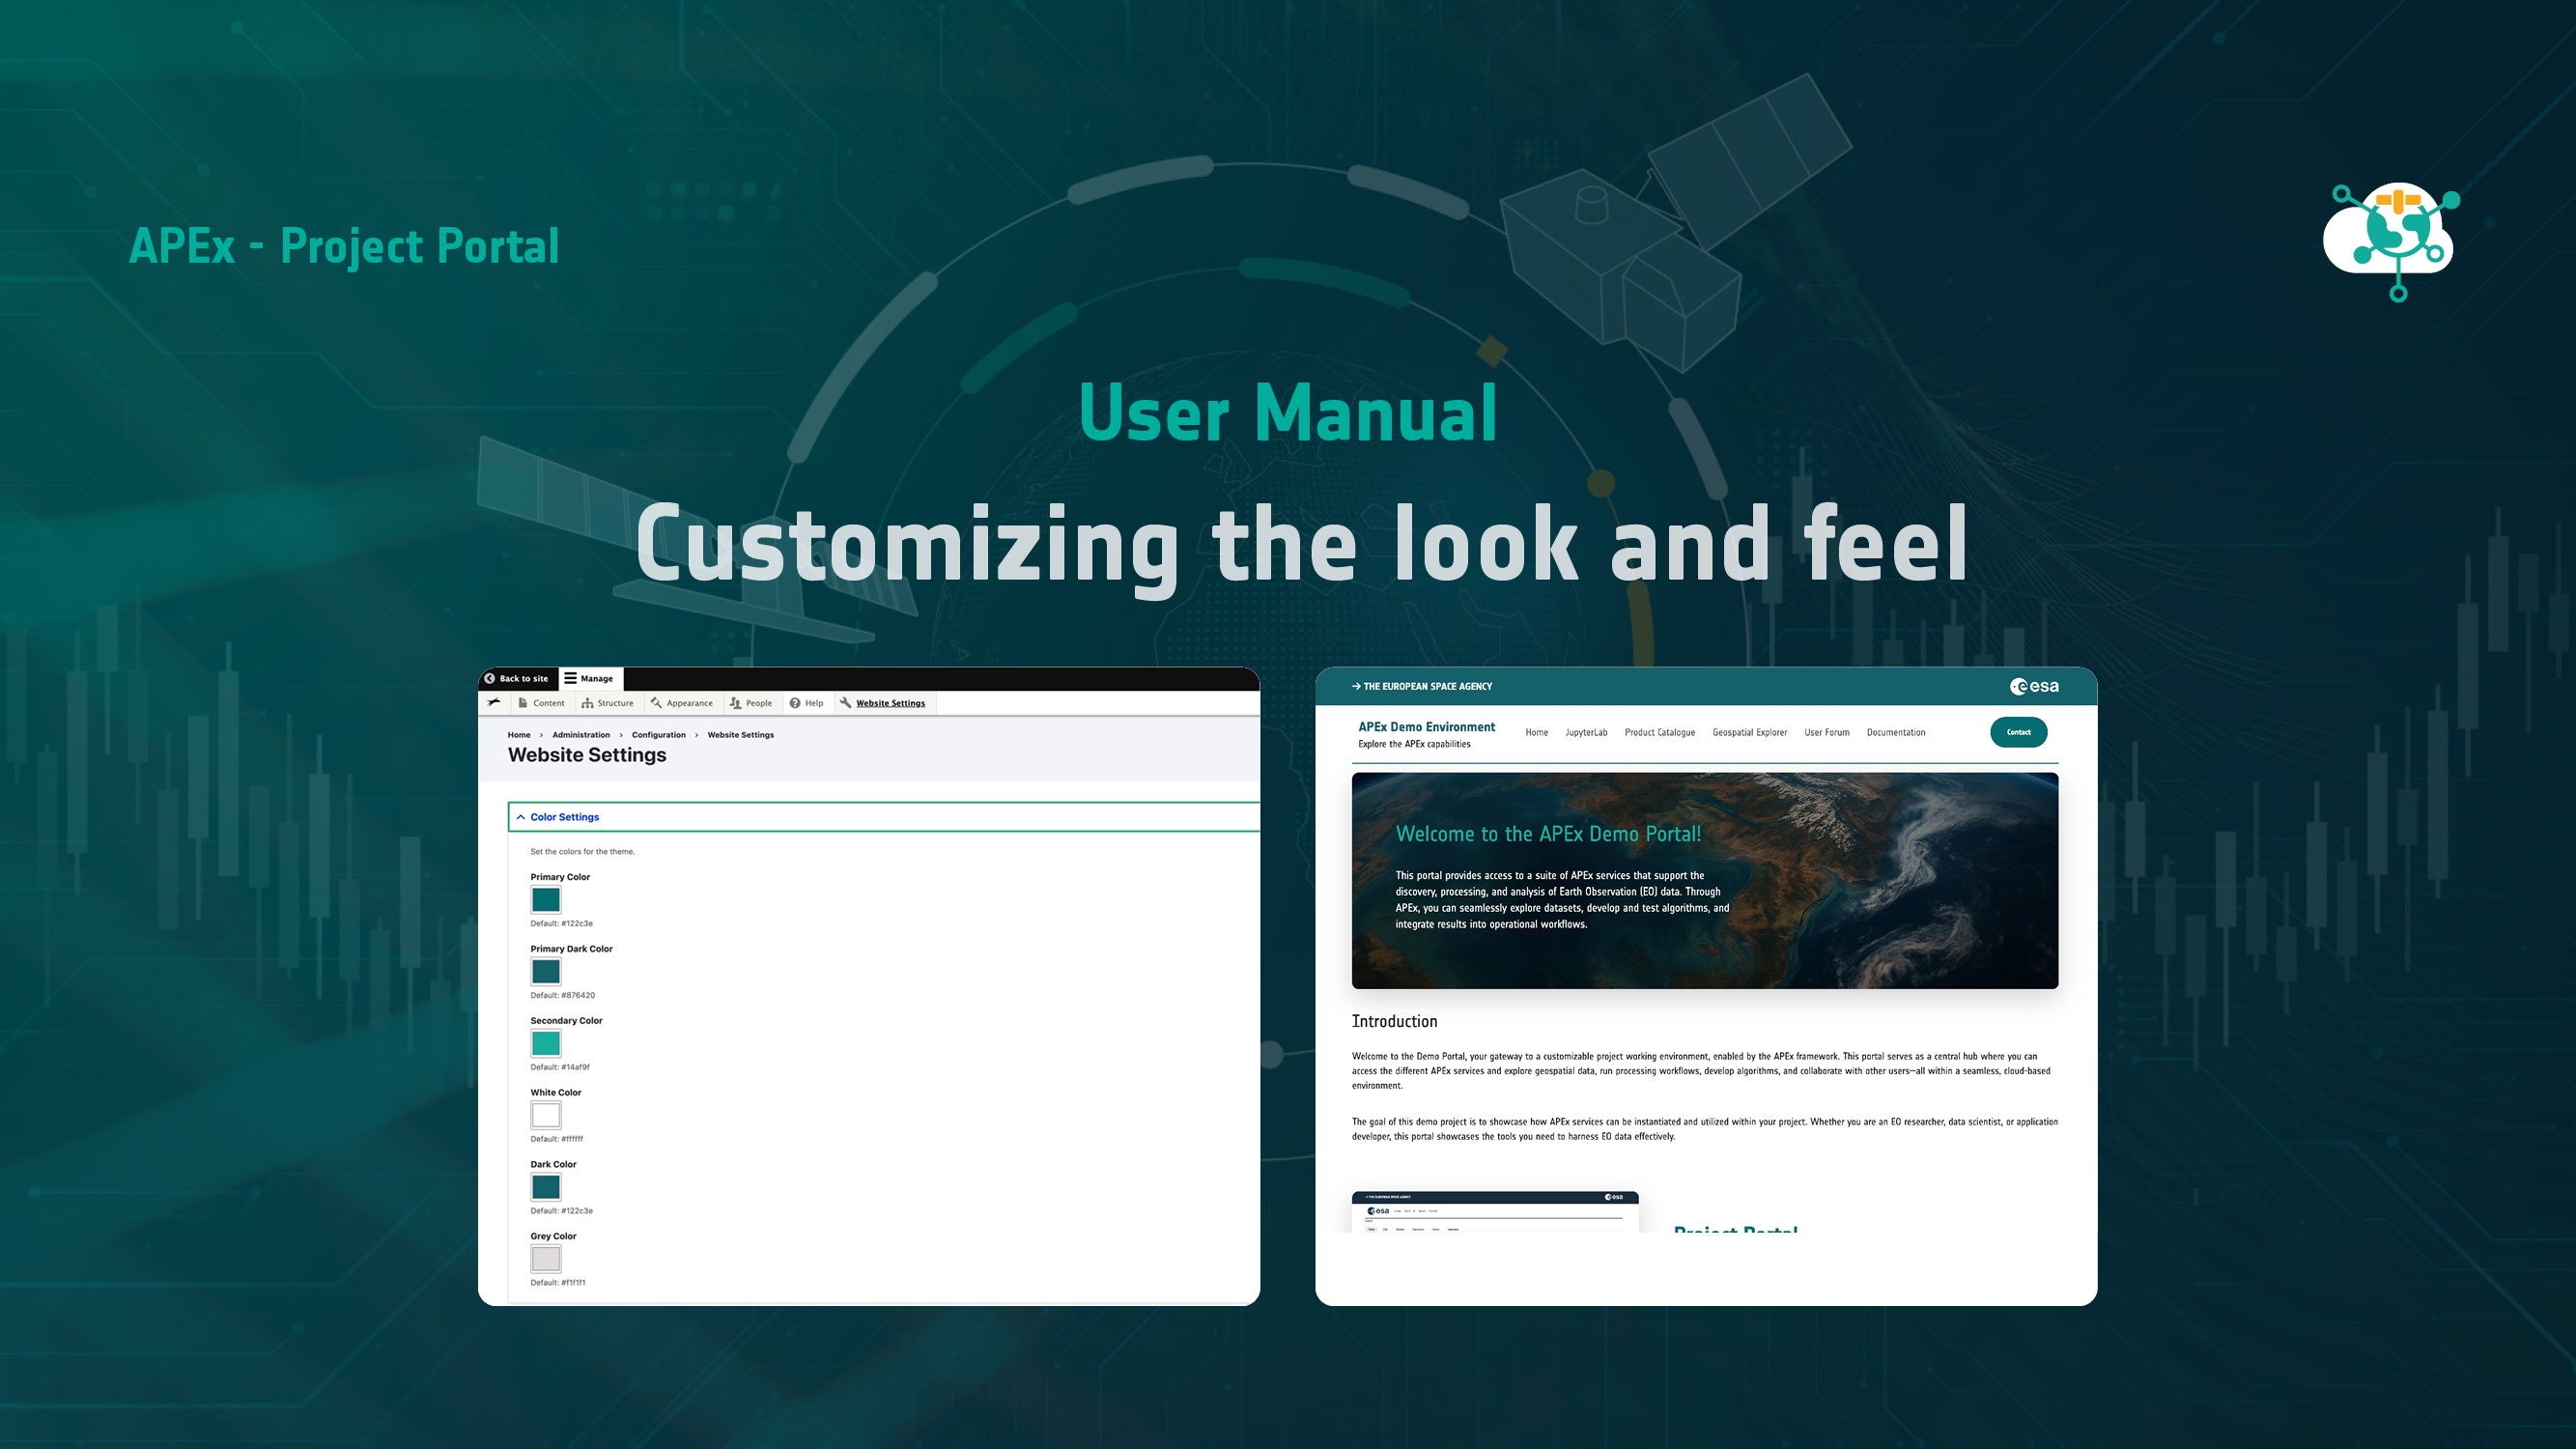 APEx - Project Portal
User Manual
Customizing the look and feel
Back to site
Manage
Content
Structure
Appearance
People
Help
Website Settings
Home › Administration › Configuration › Website Settings
Website Settings
Color Settings
Set the colors for the theme.
Primary Color
Default: #122c3e
Primary Dark Color
Default: #876420
Secondary Color
Default: #14af9f
White Color
Default: #ffffff
Dark Color
Default: #122c3e
Grey Color
Default: #f1f1f1
→ THE EUROPEAN SPACE AGENCY
esa
APEx Demo Environment
Explore the APEx capabilities
Home
JupyterLab
Product Catalogue
Geospatial Explorer
User Forum
Documentation
Contact
Welcome to the APEx Demo Portal!
This portal provides access to a suite of APEx services that support the
discovery, processing, and analysis of Earth Observation (EO) data. Through
APEx, you can seamlessly explore datasets, develop and test algorithms, and
integrate results into operational workflows.
Introduction
Welcome to the Demo Portal, your gateway to a customizable project working environment, enabled by the APEx framework. This portal serves as a central hub where you can
access the different APEx services and explore geospatial data, run processing workflows, develop algorithms, and collaborate with other users—all within a seamless, cloud-based
environment.
The goal of this demo project is to showcase how APEx services can be instantiated and utilized within your project. Whether you are an EO researcher, data scientist, or application
developer, this portal showcases the tools you need to harness EO data effectively.
→ THE EUROPEAN SPACE AGENCY
esa
esa
Project Portal